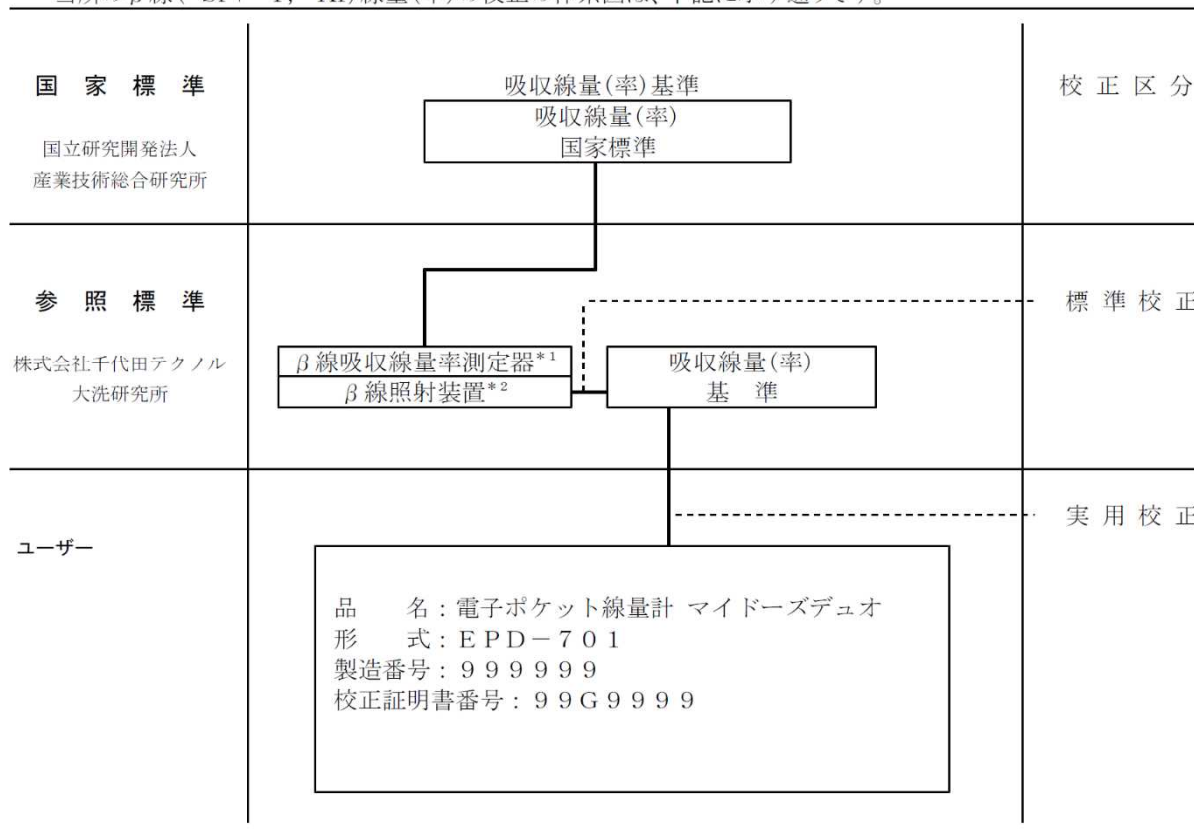 国家標準
吸収線量(率)基準
校正区分
吸収線量(率)
国家標準
国立研究開発法人
産業技術総合研究所
参照標準
標準校正
株式会社千代田テクノル
大洗研究所
β線吸収線量率測定器*1
β線照射装置*2
吸収線量(率)
基 準
実用校正
ユーザー
品 名:電子ポケット線量計 マイドーズデュオ
形 式:EPD-701
製造番号:999999
校正証明書番号:99G9999